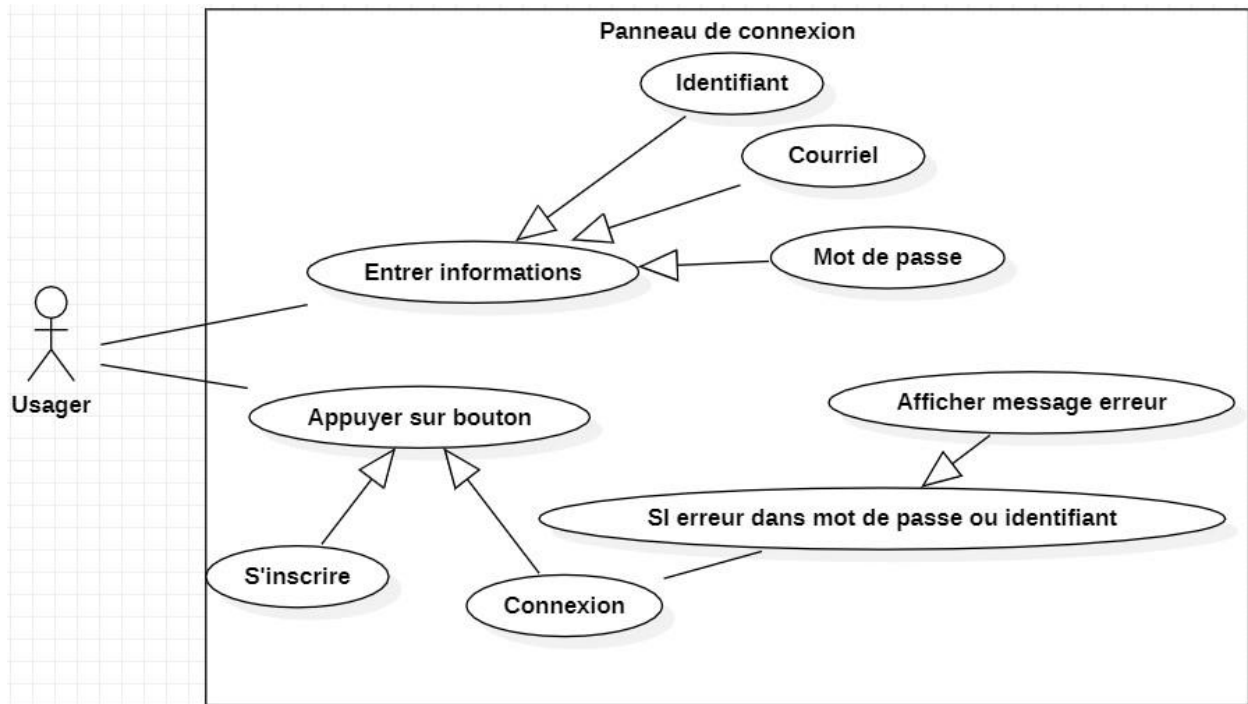 Panneau de connexion
Identifiant
Courriel
Mot de passe
Entrer informations
Usager
Appuyer sur bouton
Afficher message erreur
SI erreur dans mot de passe ou identifiant
S'inscrire
Connexion